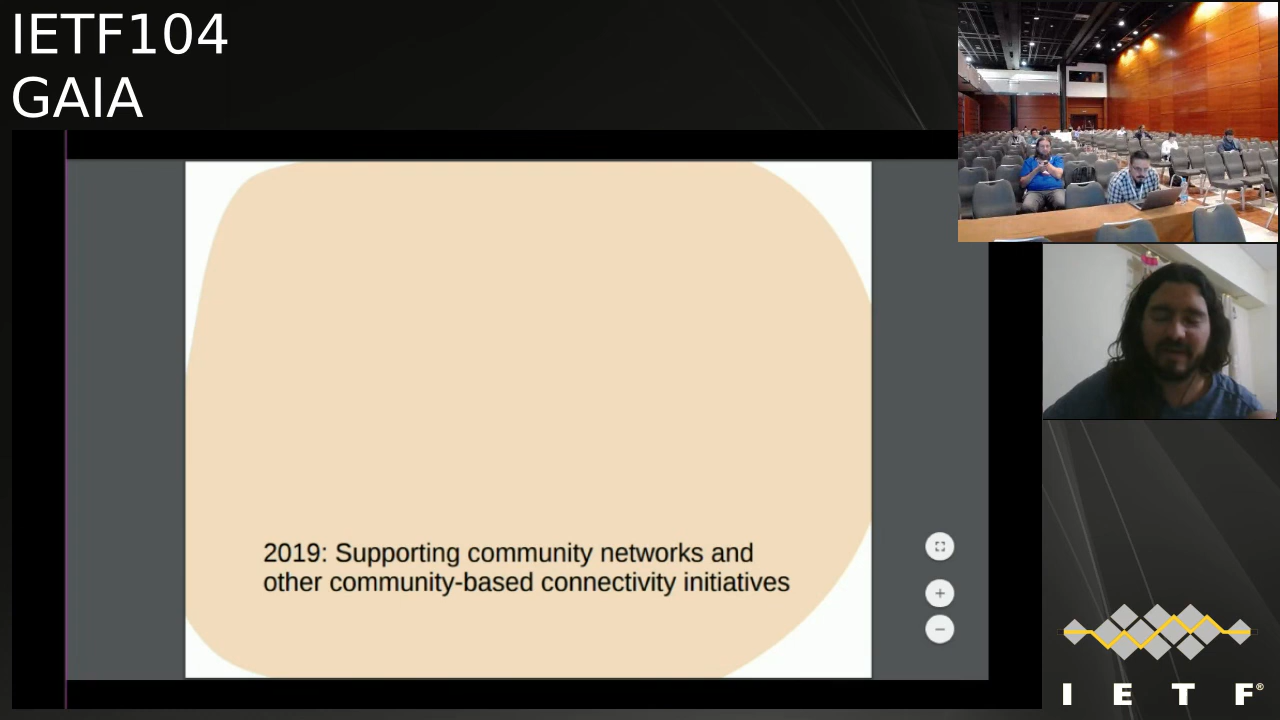 IETF104
GAIA
2019: Supporting community networks and
other community-based connectivity initiatives
I E T F®